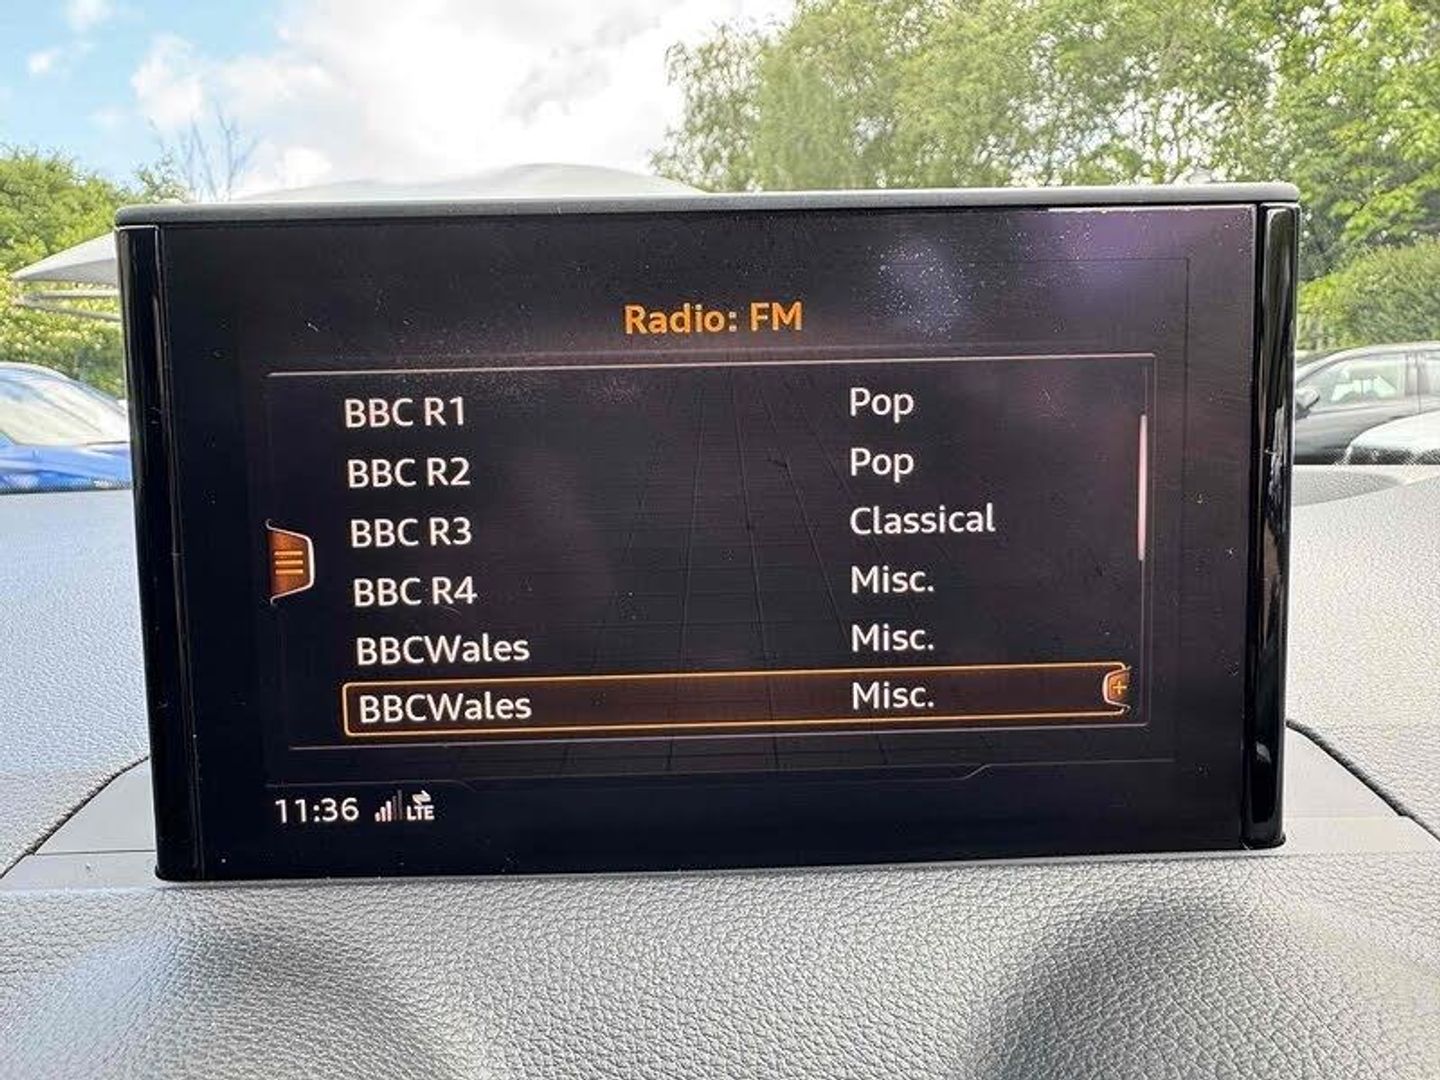 Radio: FM
BBC R1 Pop
BBC R2 Pop
BBC R3 Classical
BBC R4 Misc.
BBCWales Misc.
BBCWales Misc.
11:36 LTE